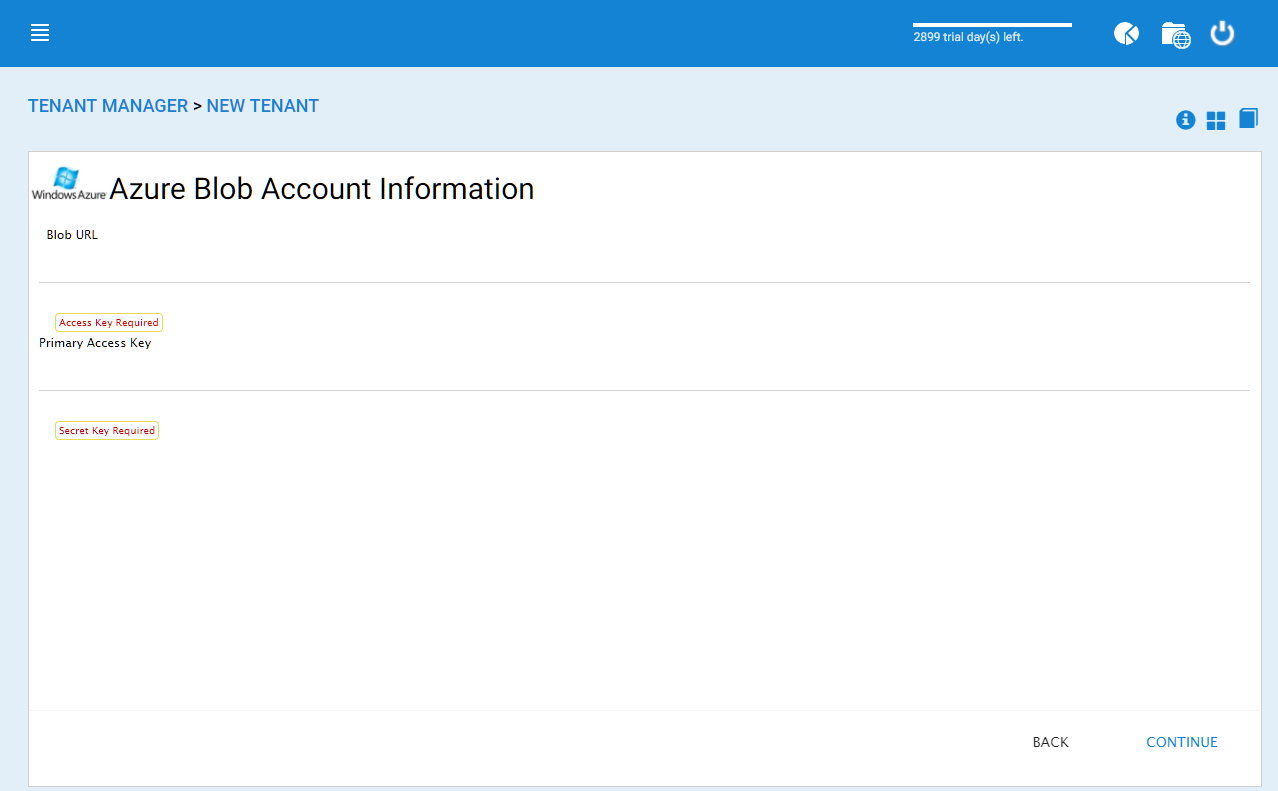 2899 trial day(s) left.
TENANT MANAGER > NEW TENANT
Windows Azure Azure Blob Account Information
Blob URL
Access Key Required
Primary Access Key
Secret Key Required
BACK CONTINUE